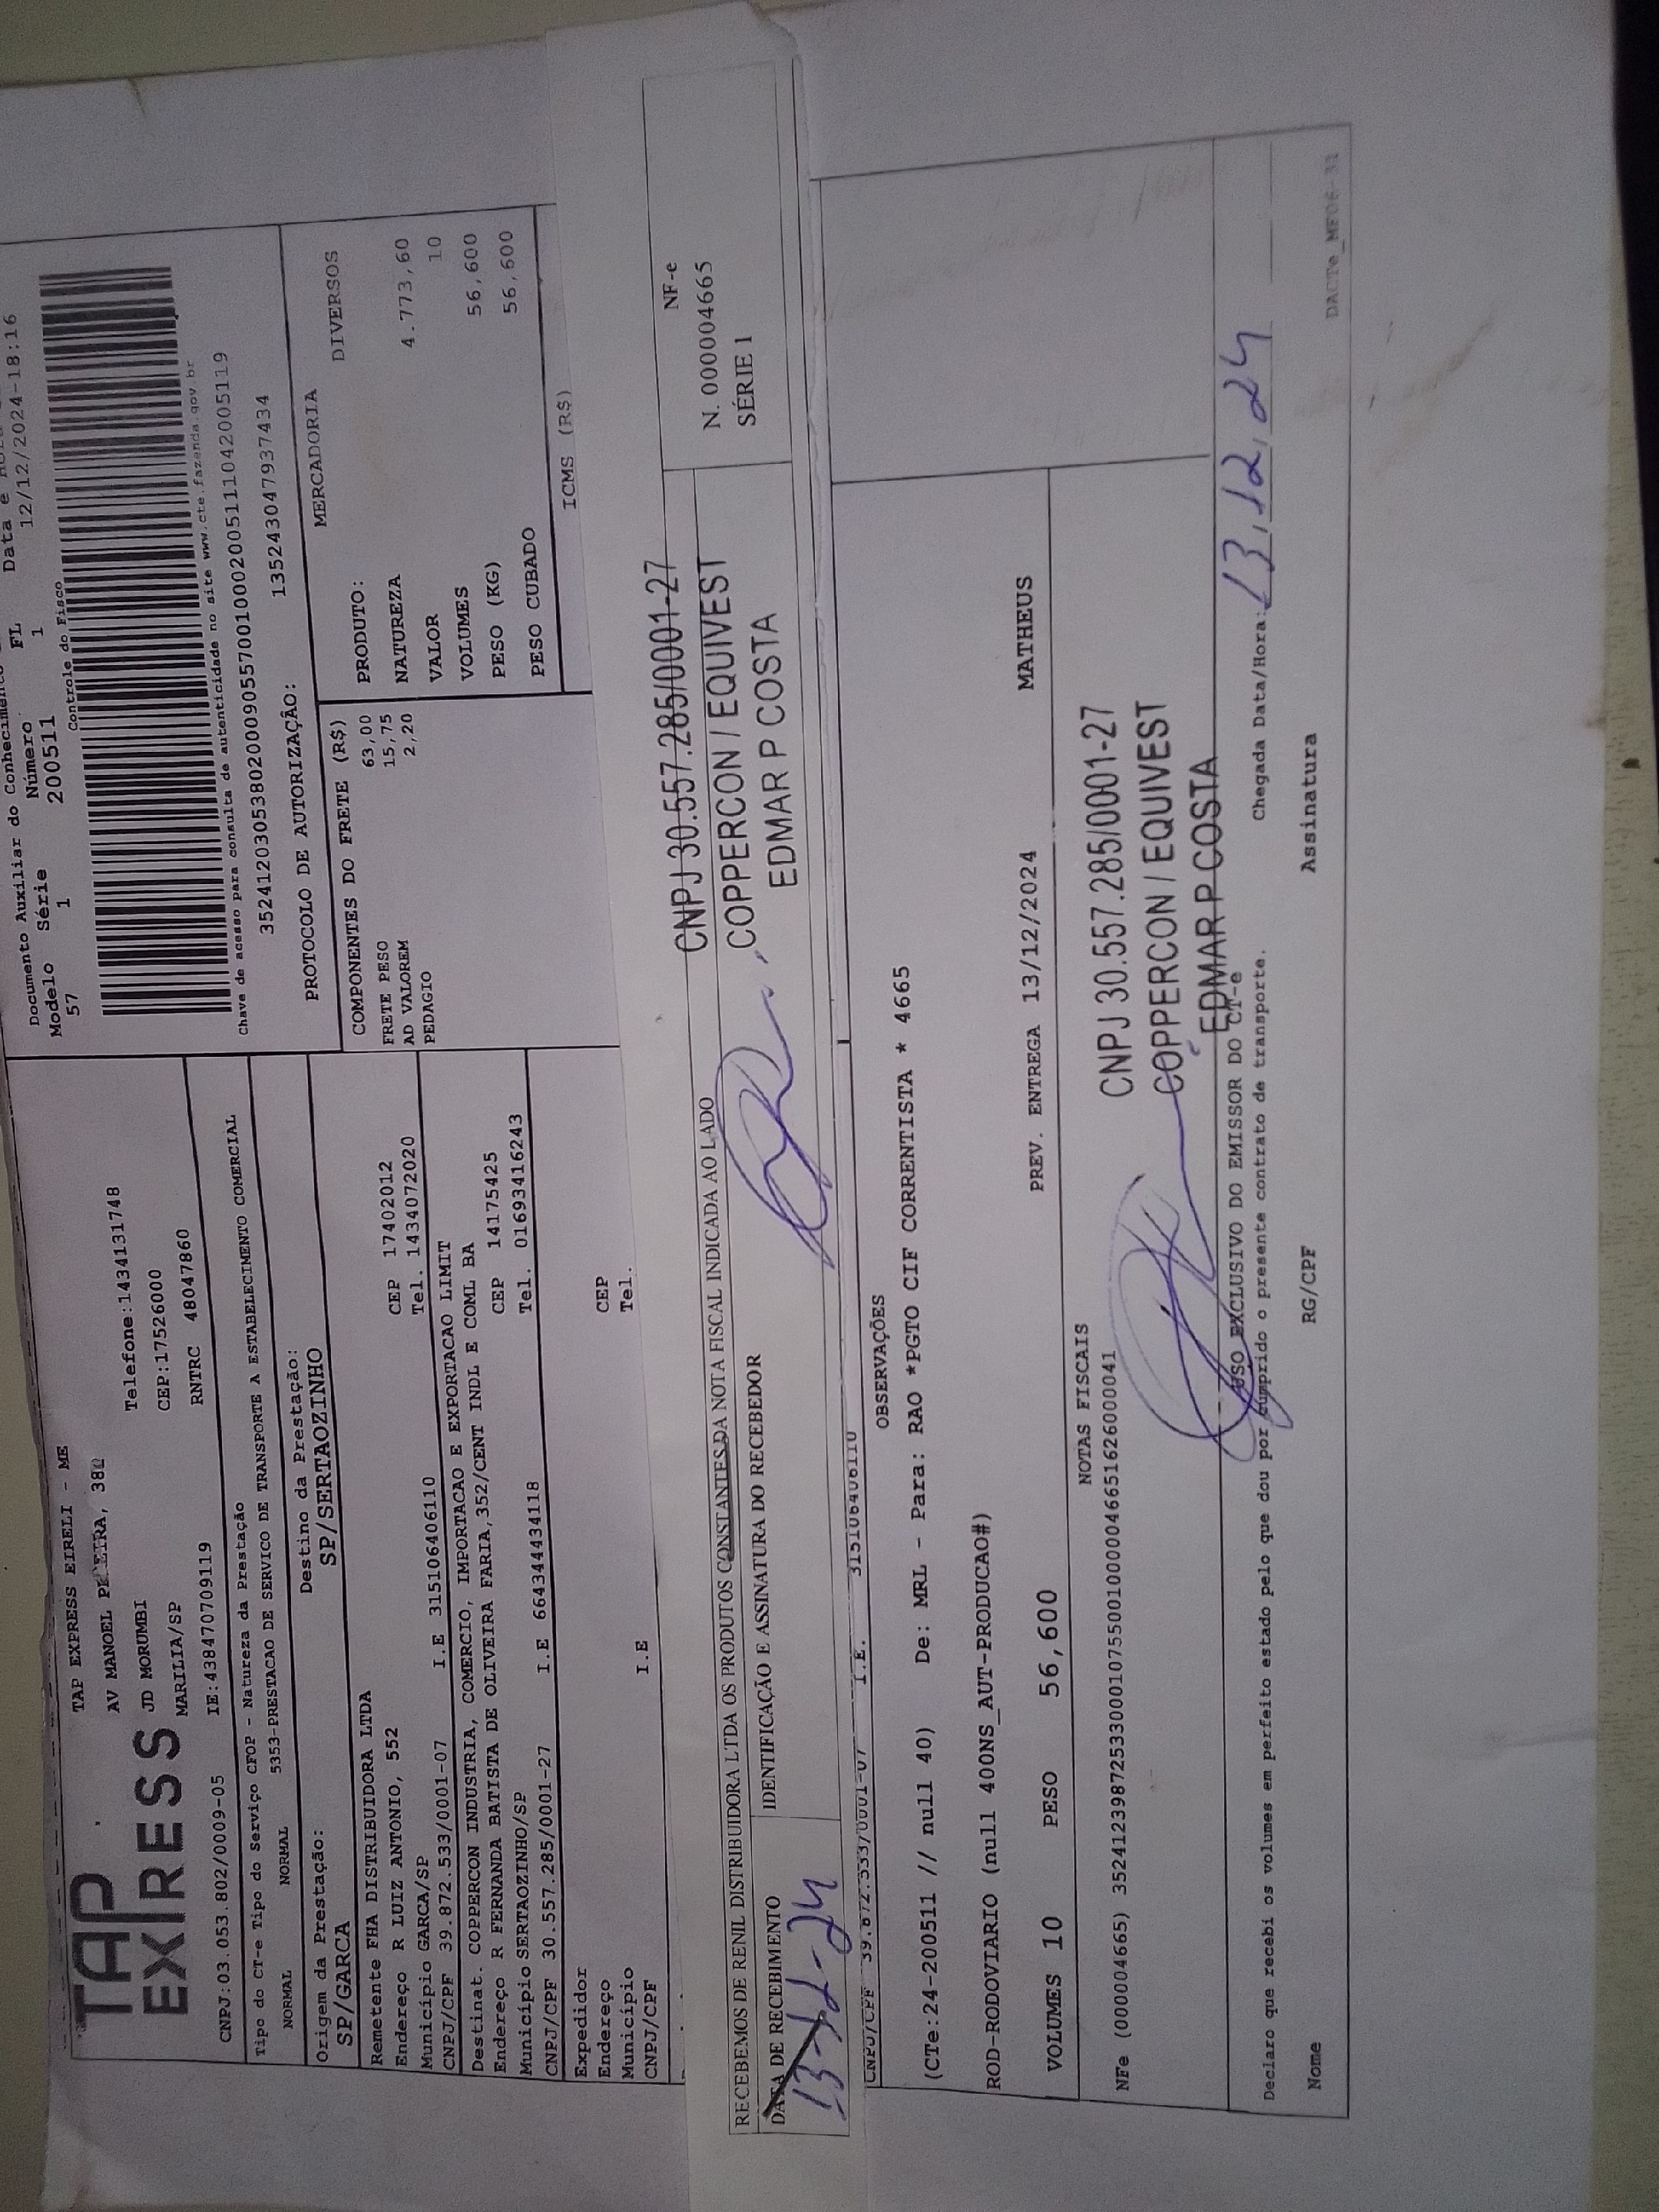 TAP
EXPRESS
TAP EXPRESS EIRELI - ME
AV MANOEL PEREIRA, 380
Telefone:1434131748
JD MORUMBI
CEP:17526000
MARILIA/SP
RNTRC 48047860
CNPJ:03.053.802/0009-05
IE:438470709119
Documento Auxiliar do Conhecimento
Modelo Série Número FL Data e
57 1 200511 1 12/12/2024-18:16
Controle do Fisco
Chave de acesso para consulta de autenticidade no site www.cte.fazenda.gov.br
35241203053802000905570010002005111042005119
PROTOCOLO DE AUTORIZAÇÃO: 135243047937434
Tipo do CT-e Tipo do Serviço CFOP - Natureza da Prestação
NORMAL NORMAL 5353-PRESTACAO DE SERVICO DE TRANSPORTE A ESTABELECIMENTO COMERCIAL
Origem da Prestação: Destino da Prestação:
SP/GARCA SP/SERTAOZINHO
Remetente FHA DISTRIBUIDORA LTDA
Endereço R LUIZ ANTONIO, 552 CEP 17402012
Município GARCA/SP Tel. 1434072020
CNPJ/CPF 39.872.533/0001-07 I.E 315106406110
Destinat. COPPERCON INDUSTRIA, COMERCIO, IMPORTACAO E EXPORTACAO LIMIT
Endereço R FERNANDA BATISTA DE OLIVEIRA FARIA,352/CENT INDL E COML BA
Município SERTAOZINHO/SP CEP 14175425
CNPJ/CPF 30.557.285/0001-27 I.E 664344434118 Tel. 01693416243
Expedidor
Endereço CEP
Município Tel.
CNPJ/CPF I.E
COMPONENTES DO FRETE (R$)
FRETE PESO 63,00
AD VALOREM 15,75
PEDAGIO 2,20
MERCADORIA
PRODUTO: DIVERSOS
NATUREZA
VALOR 4.773,60
VOLUMES 10
PESO (KG) 56,600
PESO CUBADO 56,600
ICMS (R$)
RECEBEMOS DE RENIL DISTRIBUIDORA LTDA OS PRODUTOS CONSTANTES DA NOTA FISCAL INDICADA AO LADO
DATA DE RECEBIMENTO IDENTIFICAÇÃO E ASSINATURA DO RECEBEDOR
13-12-24
CNPJ 30.557.285/0001-27
COPPERCON / EQUIVEST
EDMAR P COSTA
NF-e
N. 000004665
SÉRIE 1
CNPJ/CPF 39.872.533/0001-07 I.E. 315106406110
OBSERVAÇÕES
(CTe:24-200511 // null 40) De: MRL - Para: RAO *PGTO CIF CORRENTISTA * 4665
ROD-RODOVIARIO (null 400NS_AUT-PRODUCAO#)
VOLUMES 10 PESO 56,600 PREV. ENTREGA 13/12/2024 MATHEUS
NOTAS FISCAIS
NFe (000004665) 35241239872533000107550010000046651626000041
CNPJ 30.557.285/0001-27
COPPERCON / EQUIVEST
EDMAR P COSTA
USO EXCLUSIVO DO EMISSOR DO CT-e
Declaro que recebi os volumes em perfeito estado pelo que dou por cumprido o presente contrato de transporte.
Chegada Data/Hora: 13,12,24
Nome RG/CPF Assinatura